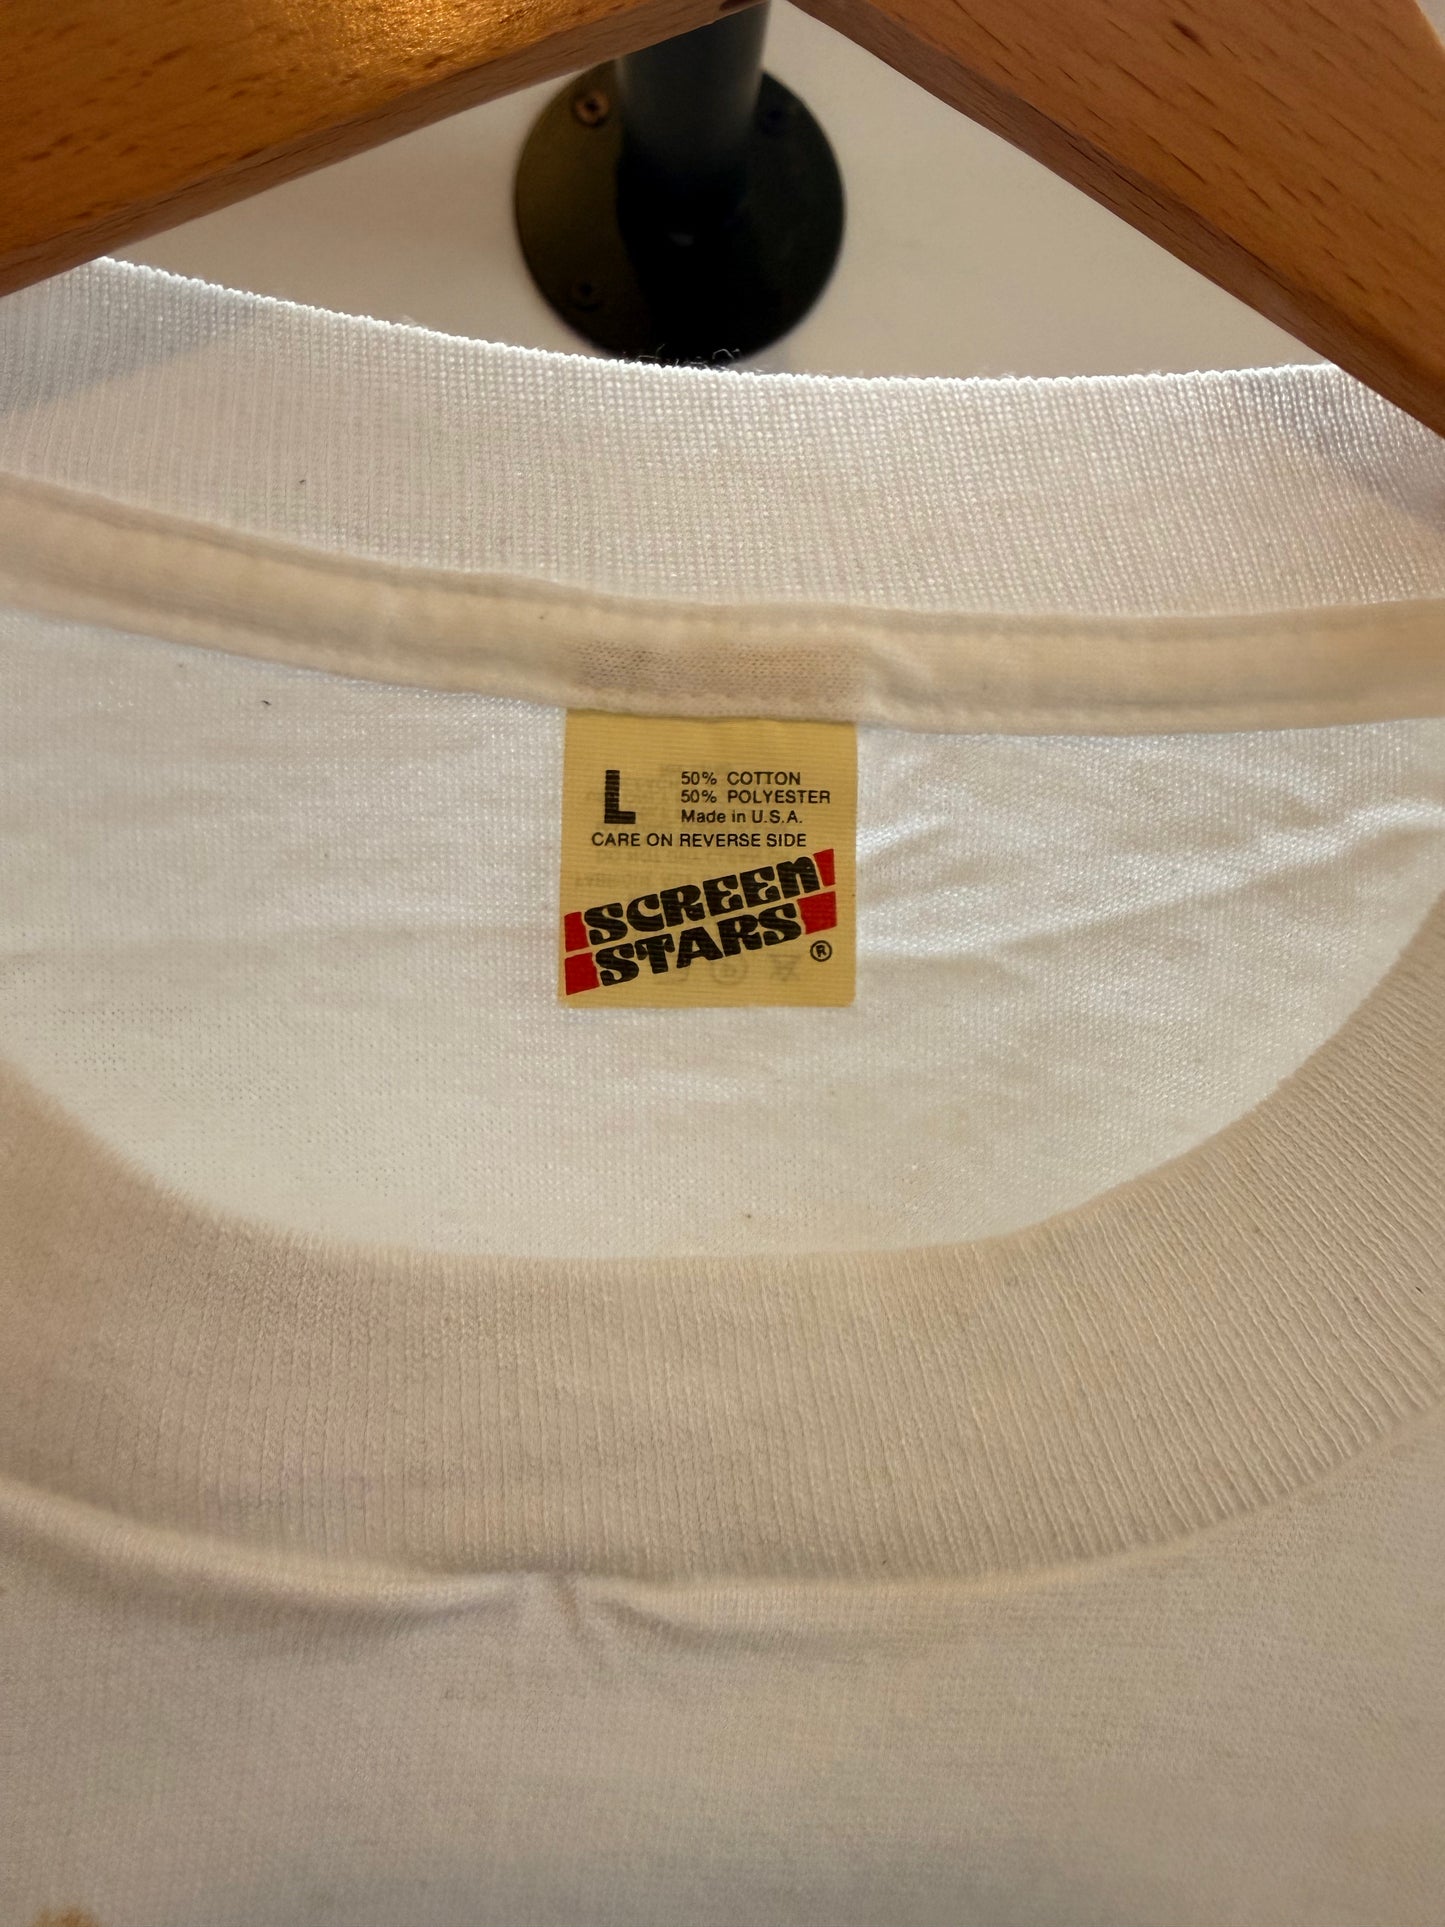 L
50% COTTON
50% POLYESTER
Made in U.S.A.
CARE ON REVERSE SIDE
SCREEN
STARS®